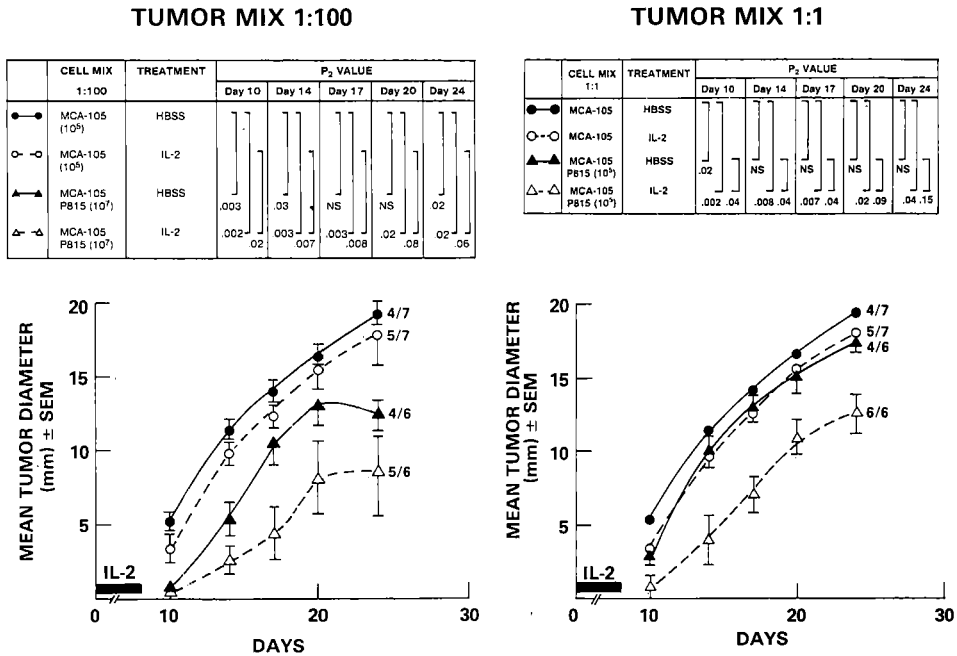 TUMOR MIX 1:100
CELL MIX 1:100 TREATMENT P₂ VALUE
Day 10 Day 14 Day 17 Day 20 Day 24
MCA-105 (10⁵) HBSS
MCA-105 (10⁵) IL-2
MCA-105 P815 (10⁷) HBSS .003 .03 NS NS .02
MCA-105 P815 (10⁷) IL-2 .002 .003 .003 .02 .02
.02 .007 .008 .08 .06
20
15
10
5
MEAN TUMOR DIAMETER
(mm) ± SEM
4/7
5/7
4/6
5/6
IL-2
0 10 20 30
DAYS
TUMOR MIX 1:1
CELL MIX 1:1 TREATMENT P₂ VALUE
Day 10 Day 14 Day 17 Day 20 Day 24
MCA-105 HBSS
MCA-105 IL-2
MCA-105 P815 (10⁵) HBSS .02 NS NS NS NS
MCA-105 P815 (10⁵) IL-2
.002 .04 .008 .04 .007 .04 .02 .09 .04 .15
20
15
10
5
MEAN TUMOR DIAMETER
(mm) ± SEM
4/7
5/7
4/6
6/6
IL-2
0 10 20 30
DAYS